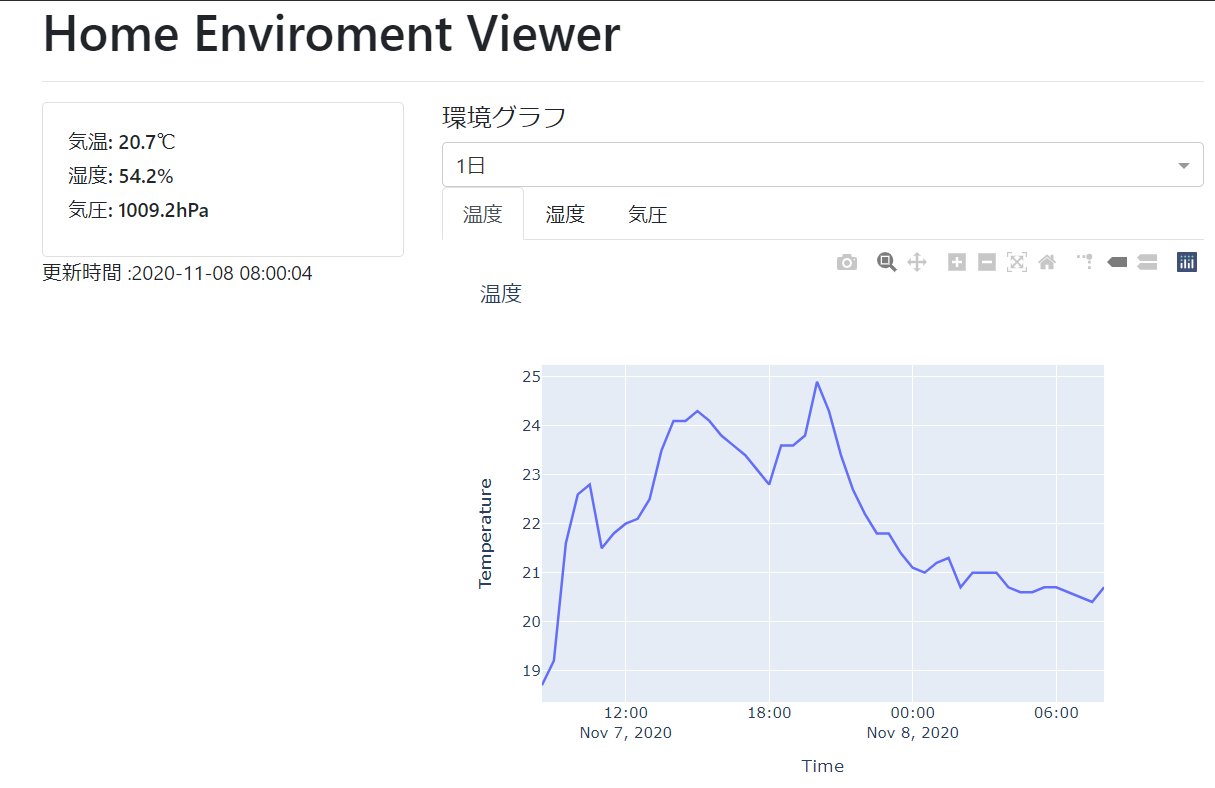 Home Enviroment Viewer
気温: 20.7℃
湿度: 54.2%
気圧: 1009.2hPa
更新時間 :2020-11-08 08:00:04
環境グラフ
1日
温度 湿度 気圧
温度
25
24
23
22
21
20
19
Temperature
12:00 18:00 00:00 06:00
Nov 7, 2020 Nov 8, 2020
Time